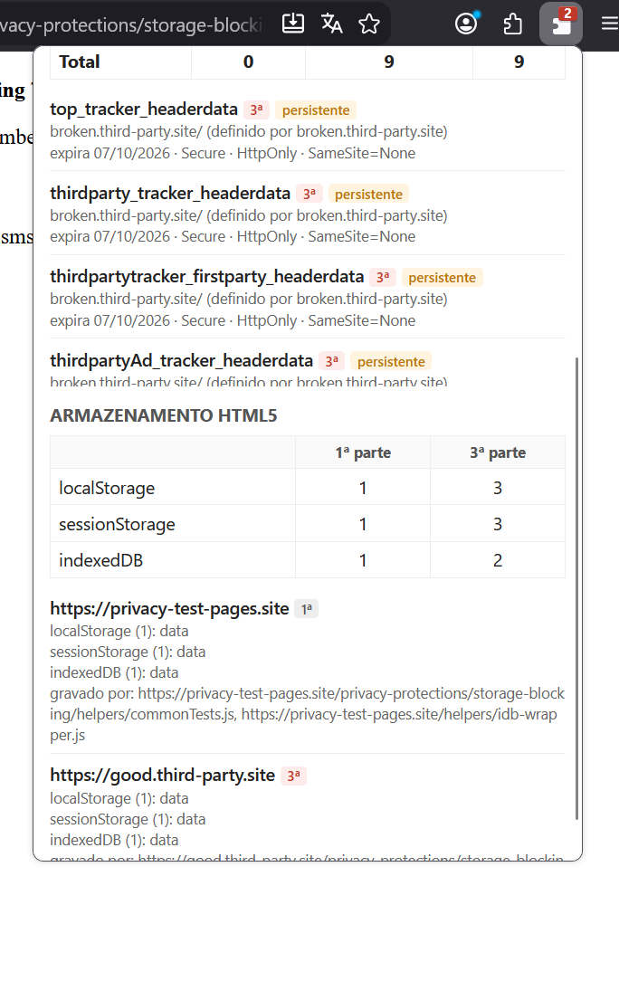 vacy-protections/storage-blocki
2
ing
Total 0 9 9
top_tracker_headerdata 3ª persistente
broken.third-party.site/ (definido por broken.third-party.site)
expira 07/10/2026 · Secure · HttpOnly · SameSite=None
thirdparty_tracker_headerdata 3ª persistente
broken.third-party.site/ (definido por broken.third-party.site)
expira 07/10/2026 · Secure · HttpOnly · SameSite=None
thirdpartytracker_firstparty_headerdata 3ª persistente
broken.third-party.site/ (definido por broken.third-party.site)
expira 07/10/2026 · Secure · HttpOnly · SameSite=None
thirdpartyAd_tracker_headerdata 3ª persistente
broken.third-party.site/ (definido por broken.third-party.site)
mbe
sms
ARMAZENAMENTO HTML5
1ª parte 3ª parte
localStorage 1 3
sessionStorage 1 3
indexedDB 1 2
https://privacy-test-pages.site 1ª
localStorage (1): data
sessionStorage (1): data
indexedDB (1): data
gravado por: https://privacy-test-pages.site/privacy-protections/storage-block
ing/helpers/commonTests.js, https://privacy-test-pages.site/helpers/idb-wrap
per.js
https://good.third-party.site 3ª
localStorage (1): data
sessionStorage (1): data
indexedDB (1): data
gravado por: https://good.third-party.site/privacy-protections/storage-blockin